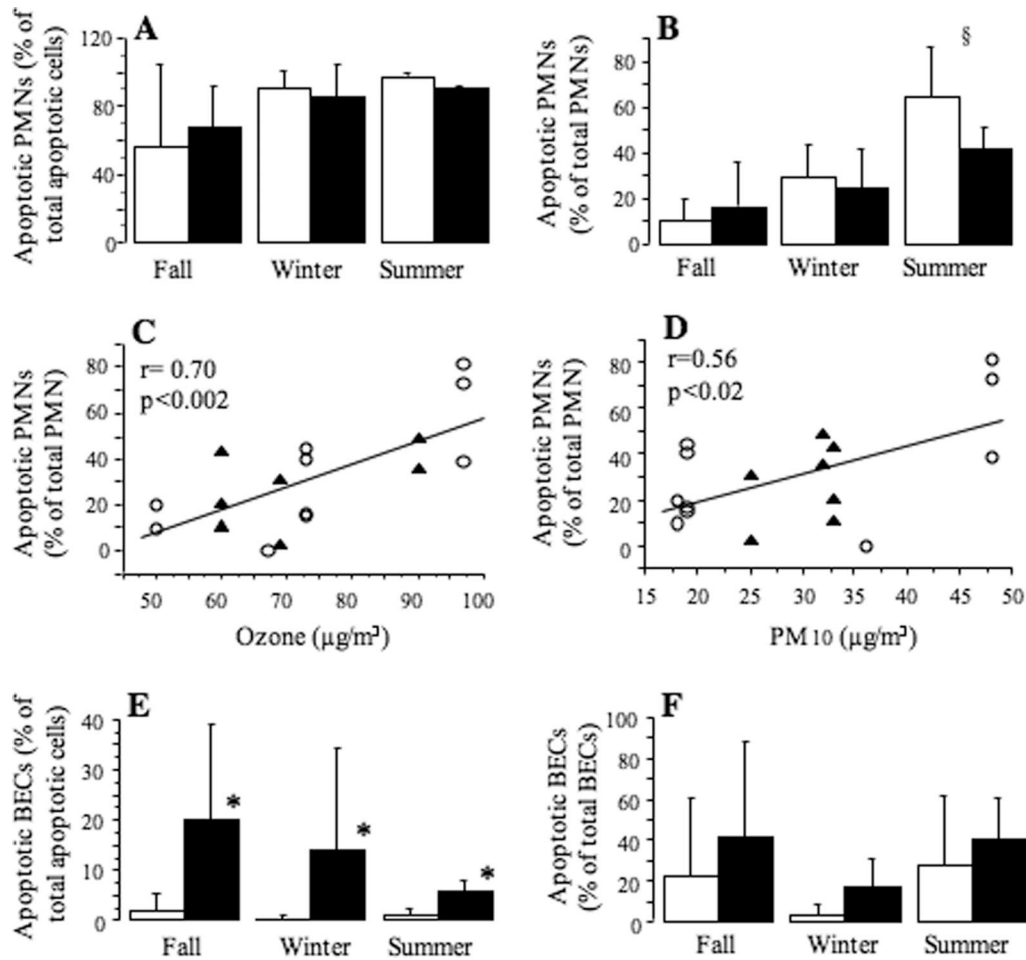 A
Apoptotic PMNs (% of
total apoptotic cells)
120
80
40
0
Fall Winter Summer
B
§
Apoptotic PMNs
(% of total PMNs)
80
60
40
20
0
Fall Winter Summer
C
r= 0.70
p<0.002
Apoptotic PMNs
(% of total PMN)
80
60
40
20
0
50 60 70 80 90 100
Ozone (µg/m³)
D
r=0.56
p<0.02
Apoptotic PMNs
(% of total PMN)
80
60
40
20
0
15 20 25 30 35 40 45 50
PM10 (µg/m³)
E
Apoptotic BECs (% of
total apoptotic cells)
40
30
20
10
0
* * *
Fall Winter Summer
F
Apoptotic BECs
(% of total BECs)
100
80
60
40
20
0
Fall Winter Summer